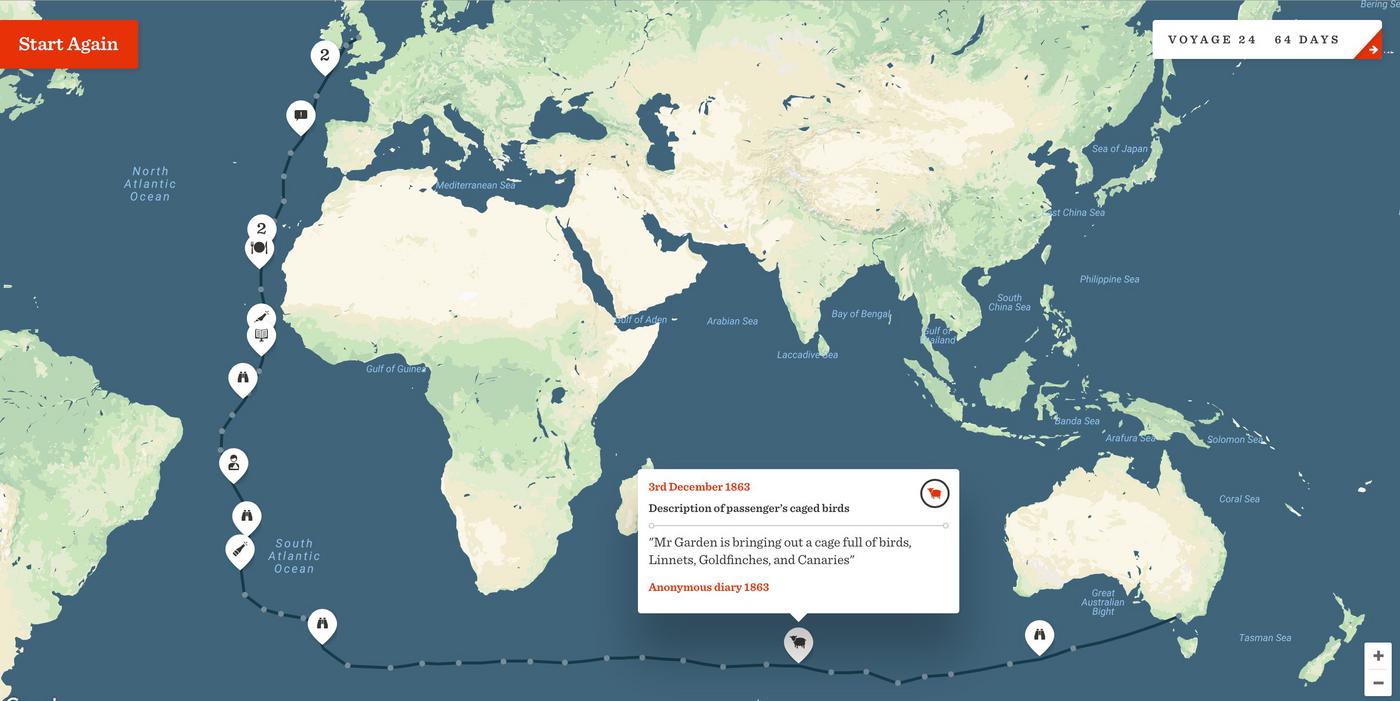 Bering Se
Start Again
VOYAGE 24 64 DAYS
2
Sea of Japan
North
Atlantic
Ocean
Mediterranean Sea
East China Sea
2
Philippine Sea
South
China Sea
Gulf of Aden
Arabian Sea
Bay of Bengal
Gulf of
Thailand
Laccadive Sea
Gulf of Guinea
Banda Sea
Arafura Sea
Solomon Sea
3rd December 1863
Description of passenger's caged birds
"Mr Garden is bringing out a cage full of birds,
Linnets, Goldfinches, and Canaries"
Anonymous diary 1863
Coral Sea
South
Atlantic
Ocean
Great
Australian
Bight
Tasman Sea
+
−